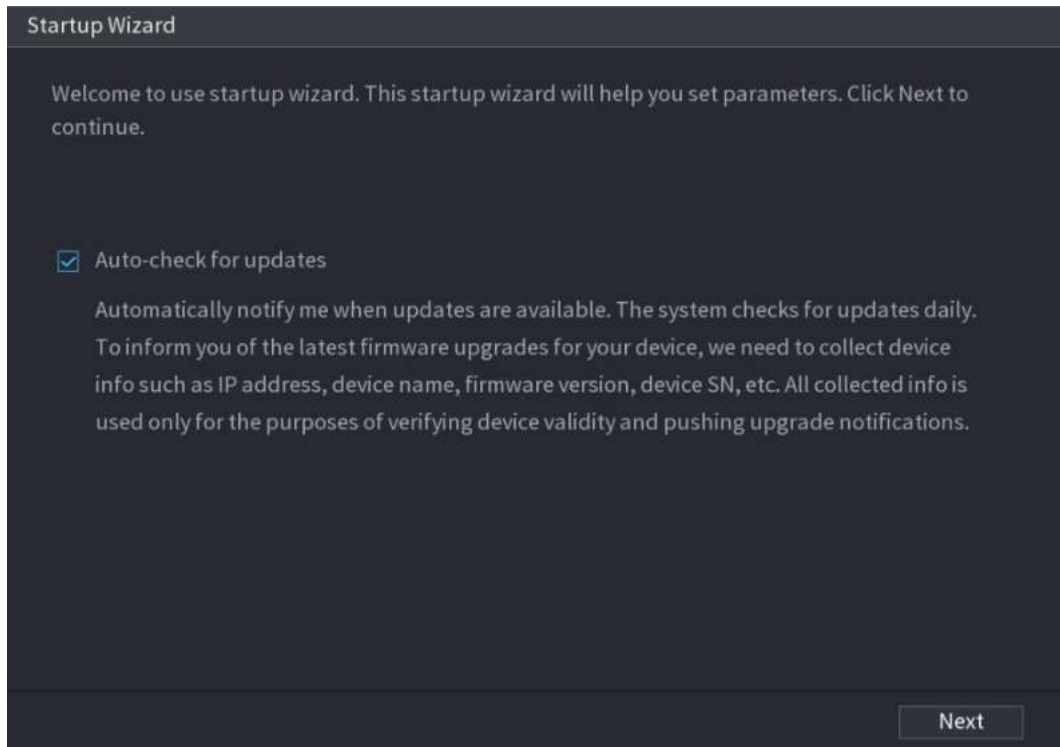 Startup Wizard
Welcome to use startup wizard. This startup wizard will help you set parameters. Click Next to
continue.
Auto-check for updates
Automatically notify me when updates are available. The system checks for updates daily.
To inform you of the latest firmware upgrades for your device, we need to collect device
info such as IP address, device name, firmware version, device SN, etc. All collected info is
used only for the purposes of verifying device validity and pushing upgrade notifications.
Next